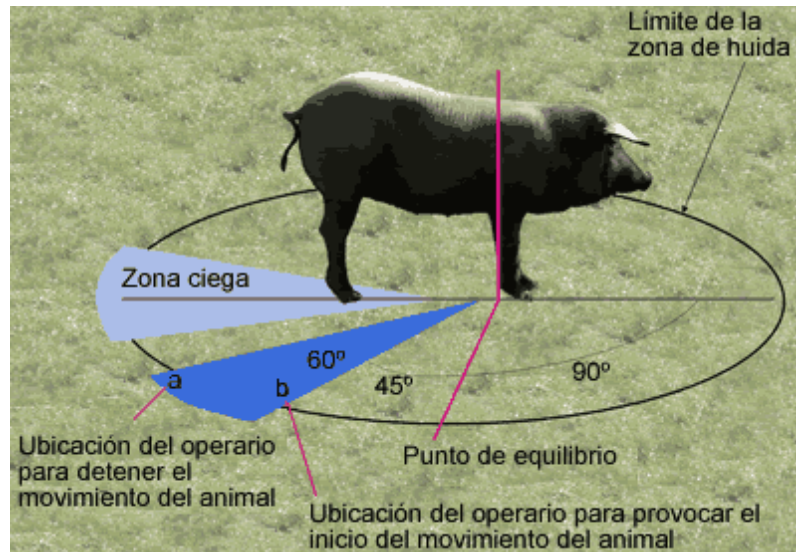 Límite de la
zona de huida
Zona ciega
60º
a
b
45º
90º
Ubicación del operario
para detener el
movimiento del animal
Punto de equilibrio
Ubicación del operario para provocar el
inicio del movimiento del animal